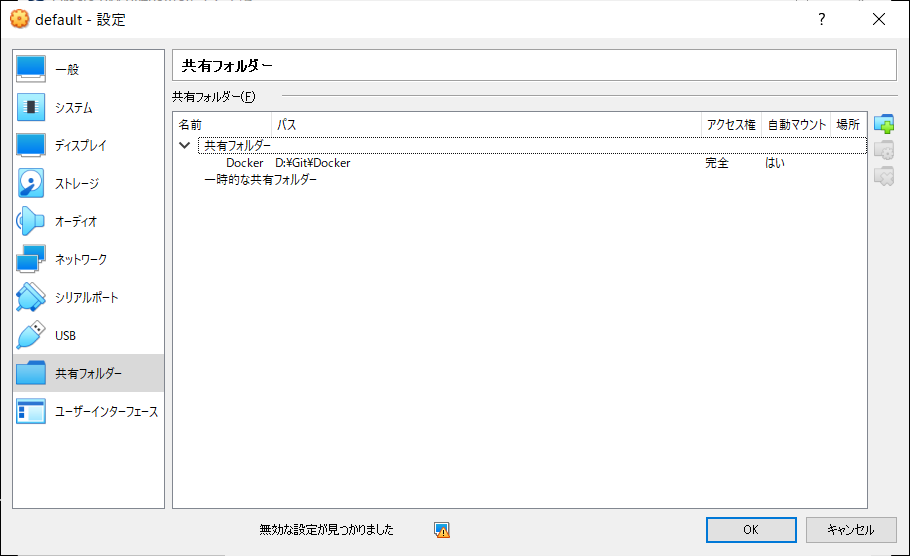 default - 設定
?
一般
システム
ディスプレイ
ストレージ
オーディオ
ネットワーク
シリアルポート
USB
共有フォルダー
ユーザーインターフェース
共有フォルダー
共有フォルダー(F)
名前 パス アクセス権 自動マウント 場所
共有フォルダー
Docker D:¥Git¥Docker 完全 はい
一時的な共有フォルダー
無効な設定が見つかりました
OK キャンセル